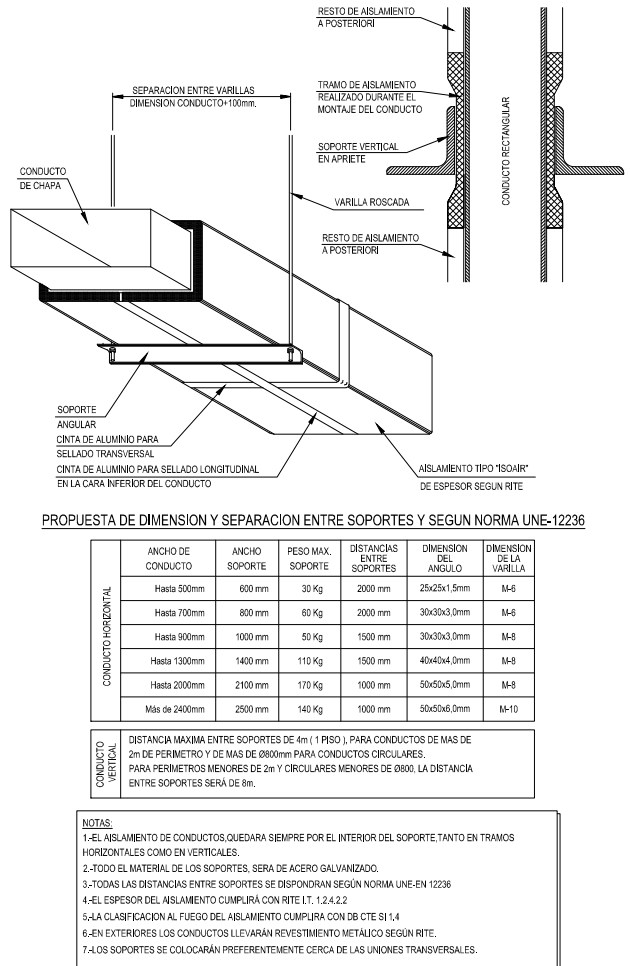 RESTO DE AISLAMIENTO
A POSTERIORI
SEPARACION ENTRE VARILLAS
DIMENSION CONDUCTO+100mm.
TRAMO DE AISLAMIENTO
REALIZADO DURANTE EL
MONTAJE DEL CONDUCTO
SOPORTE VERTICAL
EN APRIETE
CONDUCTO RECTANGULAR
CONDUCTO
DE CHAPA
VARILLA ROSCADA
RESTO DE AISLAMIENTO
A POSTERIORI
SOPORTE
ANGULAR
CINTA DE ALUMINIO PARA
SELLADO TRANSVERSAL
CINTA DE ALUMINIO PARA SELLADO LONGITUDINAL
EN LA CARA INFERIOR DEL CONDUCTO
AISLAMIENTO TIPO "ISOAIR"
DE ESPESOR SEGUN RITE
PROPUESTA DE DIMENSION Y SEPARACION ENTRE SOPORTES Y SEGUN NORMA UNE-12236
CONDUCTO HORIZONTAL
ANCHO DE CONDUCTO ANCHO SOPORTE PESO MAX. SOPORTE DISTANCIAS ENTRE SOPORTES DIMENSION DEL ANGULO DIMENSION DE LA VARILLA
Hasta 500mm 600 mm 30 Kg 2000 mm 25x25x1,5mm M-6
Hasta 700mm 800 mm 60 Kg 2000 mm 30x30x3,0mm M-6
Hasta 900mm 1000 mm 50 Kg 1500 mm 30x30x3,0mm M-8
Hasta 1300mm 1400 mm 110 Kg 1500 mm 40x40x4,0mm M-8
Hasta 2000mm 2100 mm 170 Kg 1000 mm 50x50x5,0mm M-8
Más de 2400mm 2500 mm 140 Kg 1000 mm 50x50x6,0mm M-10
CONDUCTO
VERTICAL
DISTANCIA MAXIMA ENTRE SOPORTES DE 4m ( 1 PISO ), PARA CONDUCTOS DE MAS DE
2m DE PERIMETRO Y DE MAS DE Ø800mm PARA CONDUCTOS CIRCULARES.
PARA PERIMETROS MENORES DE 2m Y CIRCULARES MENORES DE Ø800, LA DISTANCIA
ENTRE SOPORTES SERÁ DE 8m.
NOTAS:
1.-EL AISLAMIENTO DE CONDUCTOS,QUEDARA SIEMPRE POR EL INTERIOR DEL SOPORTE,TANTO EN TRAMOS
HORIZONTALES COMO EN VERTICALES.
2.-TODO EL MATERIAL DE LOS SOPORTES, SERA DE ACERO GALVANIZADO.
3.-TODAS LAS DISTANCIAS ENTRE SOPORTES SE DISPONDRAN SEGÚN NORMA UNE-EN 12236
4.-EL ESPESOR DEL AISLAMIENTO CUMPLIRÁ CON RITE I.T. 1.2.4.2.2
5.-LA CLASIFICACION AL FUEGO DEL AISLAMIENTO CUMPLIRA CON DB CTE SI 1,4
6.-EN EXTERIORES LOS CONDUCTOS LLEVARÁN REVESTIMIENTO METÁLICO SEGÚN RITE.
7.-LOS SOPORTES SE COLOCARÁN PREFERENTEMENTE CERCA DE LAS UNIONES TRANSVERSALES.